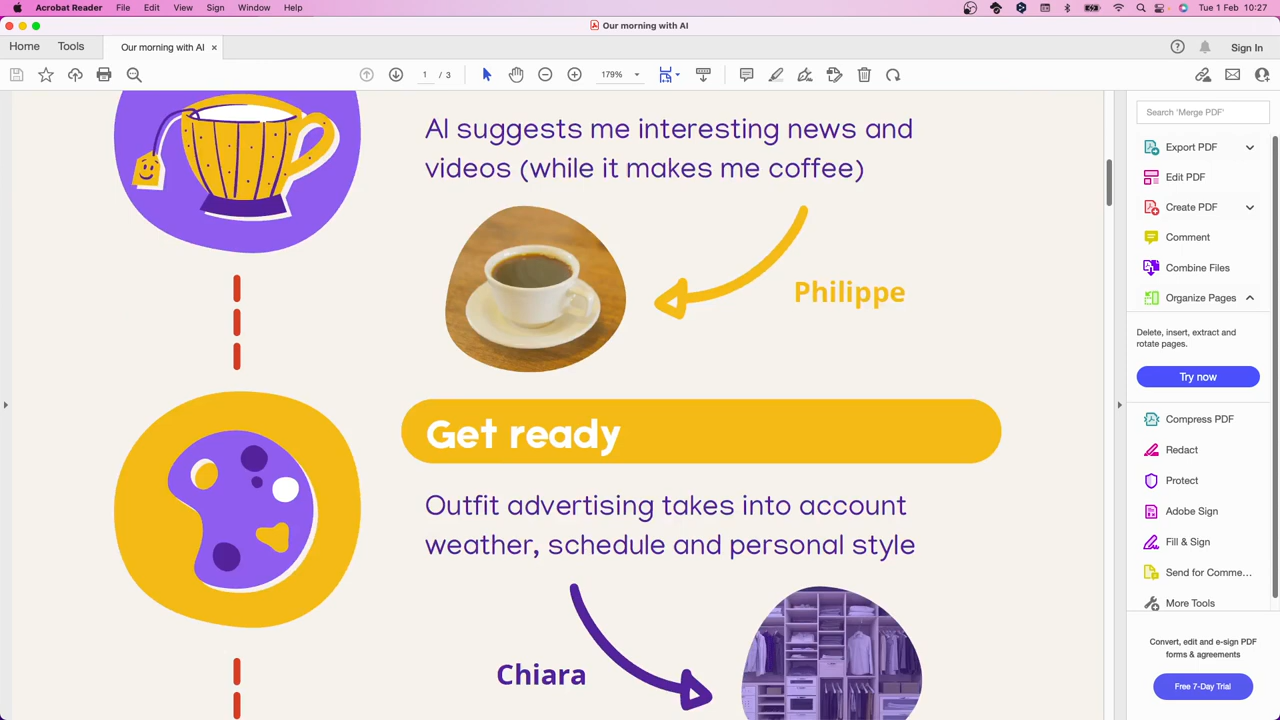 Acrobat Reader File Edit View Sign Window Help Tue 1 Feb 10:27
Our morning with AI
Home Tools Our morning with AI × Sign In
1 / 3 179%
AI suggests me interesting news and
videos (while it makes me coffee)
Philippe
Get ready
Outfit advertising takes into account
weather, schedule and personal style
Chiara
Search 'Merge PDF'
Export PDF
Edit PDF
Create PDF
Comment
Combine Files
Organize Pages
Delete, insert, extract and
rotate pages.
Try now
Compress PDF
Redact
Protect
Adobe Sign
Fill & Sign
Send for Comme...
More Tools
Convert, edit and e-sign PDF
forms & agreements
Free 7-Day Trial